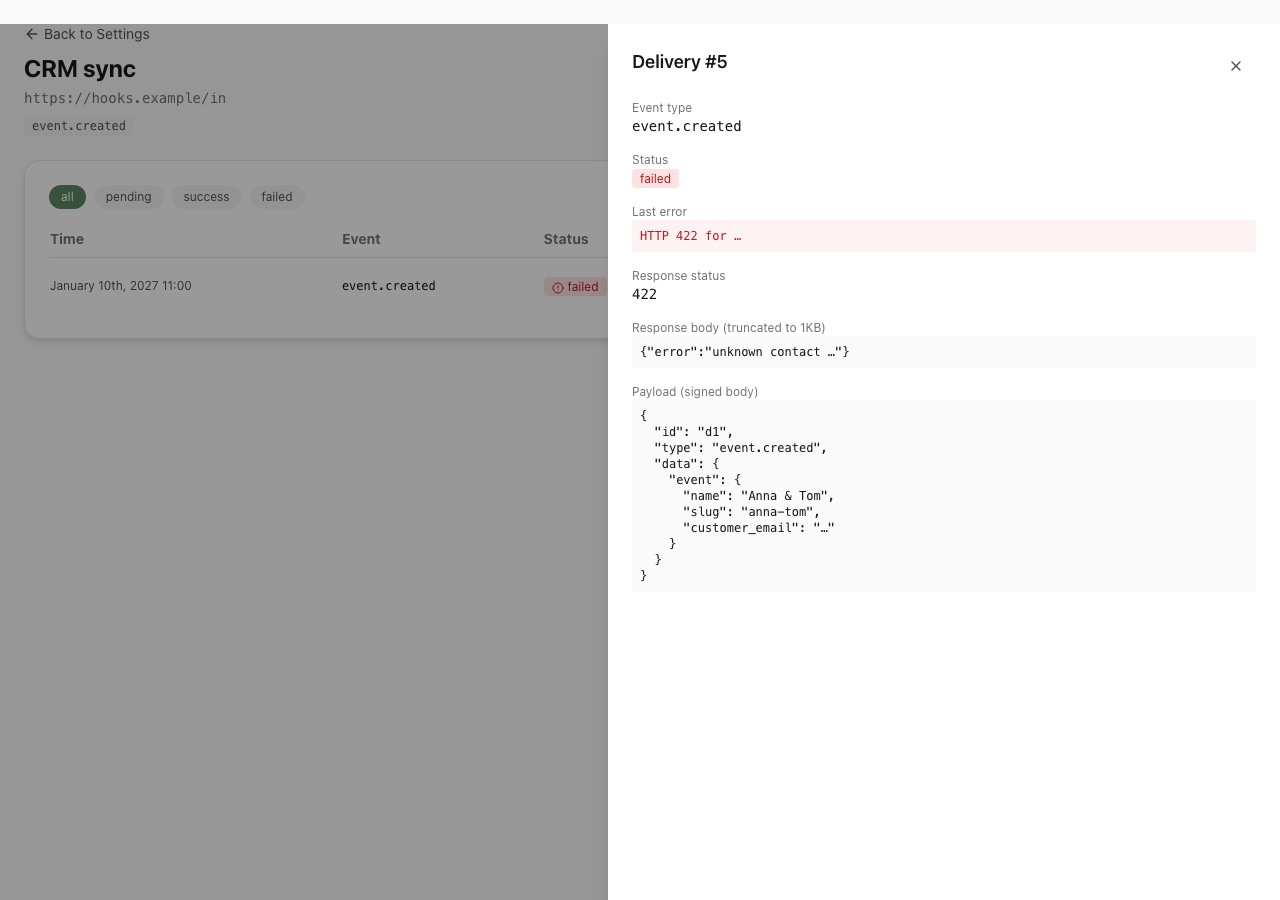 Back to Settings
CRM sync
https://hooks.example/in
event.created
all
pending
success
failed
Time
Event
Status
January 10th, 2027 11:00
event.created
failed
Delivery #5
Event type
event.created
Status
failed
Last error
HTTP 422 for …
Response status
422
Response body (truncated to 1KB)
{"error":"unknown contact …"}
Payload (signed body)
{
  "id": "d1",
  "type": "event.created",
  "data": {
    "event": {
      "name": "Anna & Tom",
      "slug": "anna-tom",
      "customer_email": "…"
    }
  }
}